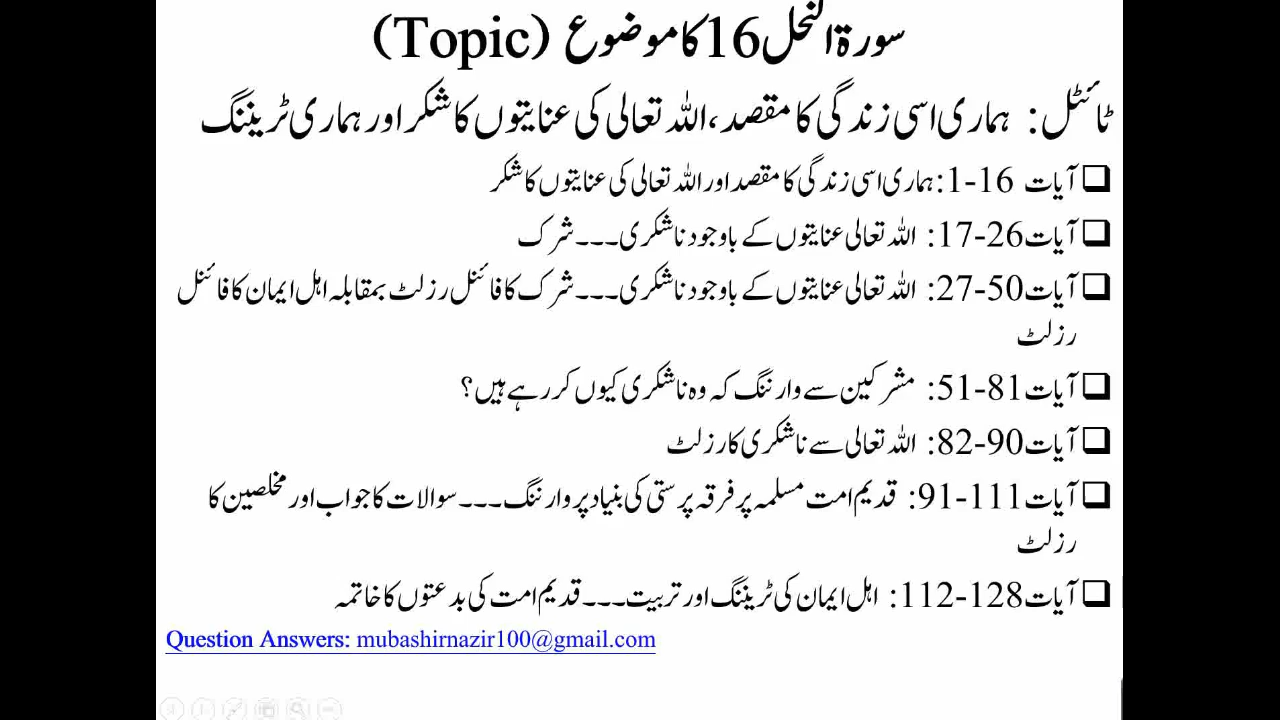 سورۃ النحل 16 کا موضوع (Topic)
ٹائٹل: ہماری اسی زندگی کا مقصد، اللہ تعالی کی عنایتوں کا شکر اور ہماری ٹریننگ
آیات 1-16: ہماری اسی زندگی کا مقصد اور اللہ تعالی کی عنایتوں کا شکر
آیات 17-26: اللہ تعالی عنایتوں کے باوجود ناشکری۔۔۔ شرک
آیات 27-50: اللہ تعالی عنایتوں کے باوجود ناشکری۔۔۔ شرک کا فائنل رزلٹ بمقابلہ اہل ایمان کا فائنل
رزلٹ
آیات 51-81: مشرکین سے وارننگ کہ وہ ناشکری کیوں کر رہے ہیں؟
آیات 82-90: اللہ تعالی سے ناشکری کا رزلٹ
آیات 91-111: قدیم امت مسلمہ پر فرقہ پرستی کی بنیاد پر وارننگ۔۔۔ سوالات کا جواب اور مخلصین کا
رزلٹ
آیات 112-128: اہل ایمان کی ٹریننگ اور تربیت۔۔۔ قدیم امت کی بدعتوں کا خاتمہ
Question Answers: mubashirnazir100@gmail.com